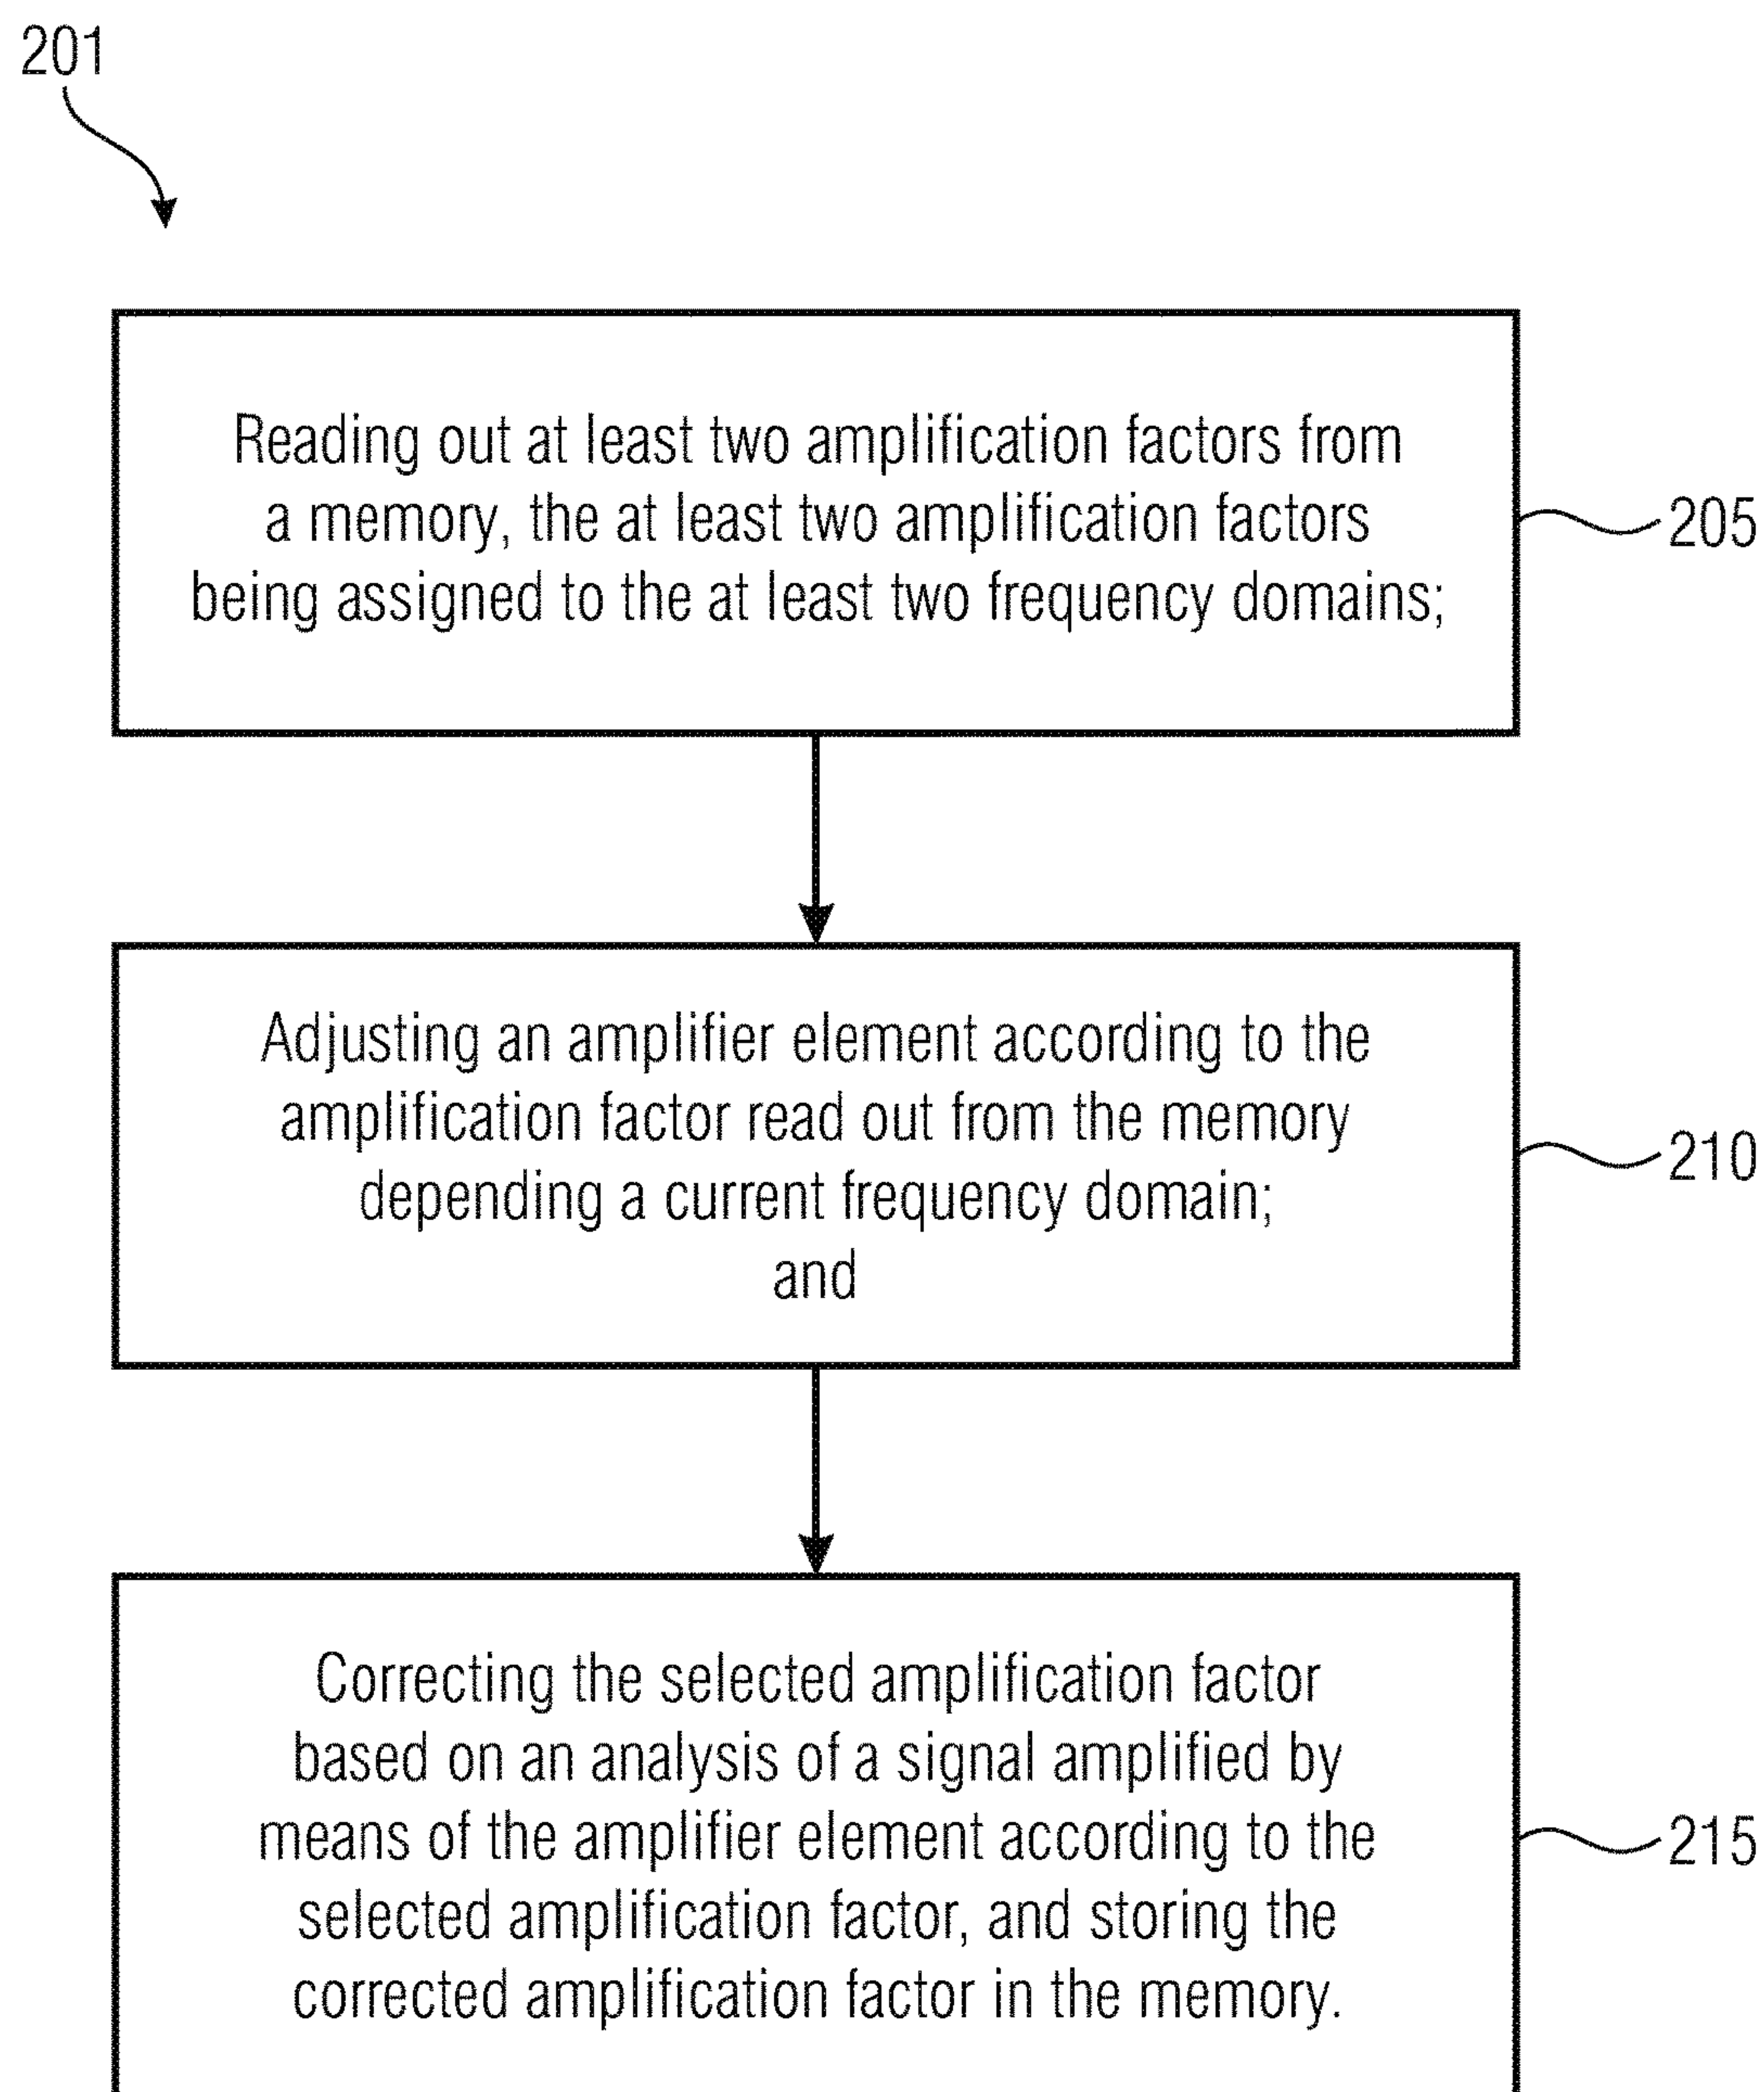 201
Reading out at least two amplification factors from
a memory, the at least two amplification factors
being assigned to the at least two frequency domains;
205
Adjusting an amplifier element according to the
amplification factor read out from the memory
depending a current frequency domain;
and
210
Correcting the selected amplification factor
based on an analysis of a signal amplified by
means of the amplifier element according to the
selected amplification factor, and storing the
corrected amplification factor in the memory.
215